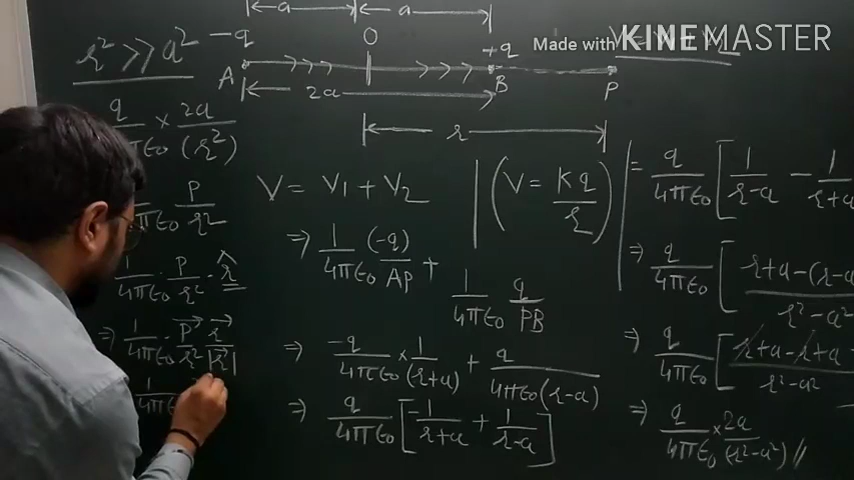 Made with KINEMASTER
a a
r² >> a² -q O +q
A 2a B P
r
q/4πε₀ × 2a/(r²)
P/r²
1/4πε₀ · P/r² · r̂
⇒ 1/4πε₀ · P⃗/r² r⃗/|r⃗|
1/4π
V = V₁ + V₂ | (V = Kq/r)
⇒ 1/4πε₀ (-q)/AP + 1/4πε₀ q/PB
⇒ -q/4πε₀ × 1/(r+a) + q/4πε₀(r-a)
⇒ q/4πε₀ [-1/r+a + 1/r-a]
= q/4πε₀ [1/r-a - 1/r+a
⇒ q/4πε₀ [r+a-(r-a/r²-a²
⇒ q/4πε₀ [r+a-r+a/r²-a²
⇒ q/4πε₀ × 2a/(r²-a²) //